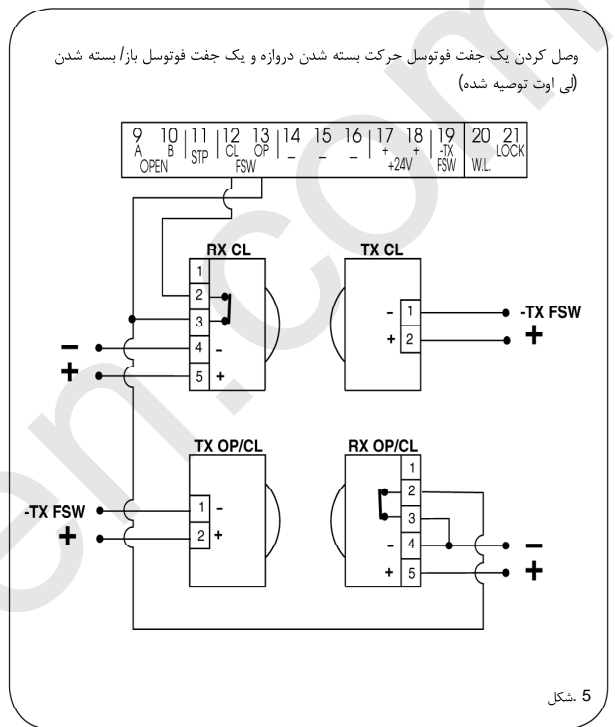 وصل کردن یک جفت فوتوسل حرکت بسته شدن دروازه و یک جفت فوتوسل باز/ بسته شدن
(لی اوت توصیه شده)
9 10 11 12 13 14 15 16 17 18 19 20 21
A B STP CL OP _ _ _ + + -TX LOCK
OPEN FSW +24V FSW W.L.
RX CL TX CL
1
2
3
4 -
5 +
- 1
+ 2
-TX FSW
+
−
+
TX OP/CL RX OP/CL
1 -
2 +
-TX FSW
+
1
2
3
- 4
+ 5
−
+
5 .شکل
en.com